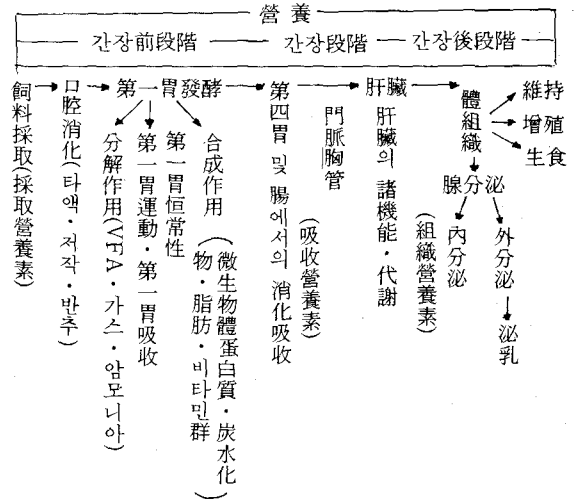 營養
간장前段階
간장段階
간장後段階
飼料採取(採取營養素)
口腔消化(타액・저작・반추)
第一胃發酵
分解作用(VFA・가스・암모니아)
第一胃運動・第一胃吸收
第一胃恒常性
合成作用
(微生物體蛋白質・炭水化
物・脂肪・비타민群)
第四胃 및 腸에서의 消化吸收
(吸收營養素)
門脈胸管
肝臟
肝臟의 諸機能・代謝
(組織營養素)
體組織
維持
增殖
生食
腺分泌
內分泌
外分泌
泌乳